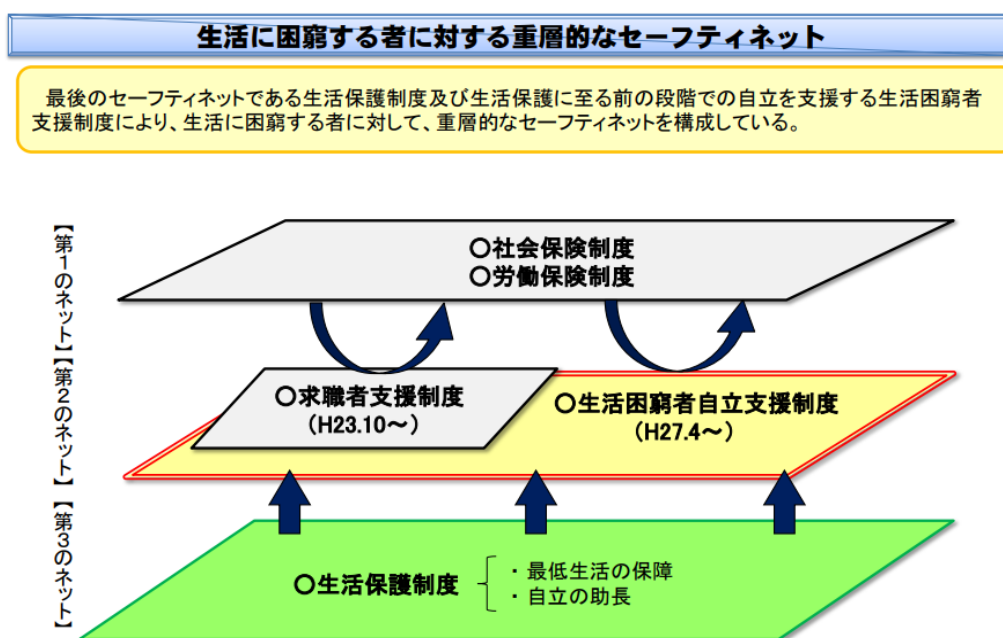 生活に困窮する者に対する重層的なセーフティネット
最後のセーフティネットである生活保護制度及び生活保護に至る前の段階での自立を支援する生活困窮者
支援制度により、生活に困窮する者に対して、重層的なセーフティネットを構成している。
【第1のネット】
○社会保険制度
○労働保険制度
【第2のネット】
○求職者支援制度
(H23.10～)
○生活困窮者自立支援制度
(H27.4～)
【第3のネット】
○生活保護制度
・最低生活の保障
・自立の助長